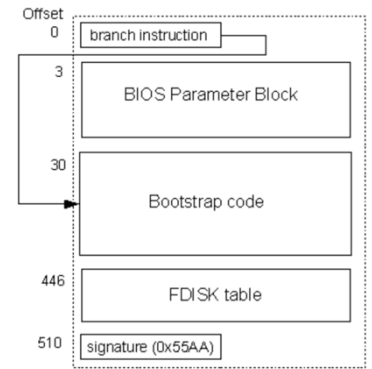 Offset
0 branch instruction
3 BIOS Parameter Block
30 Bootstrap code
446 FDISK table
510 signature (0x55AA)